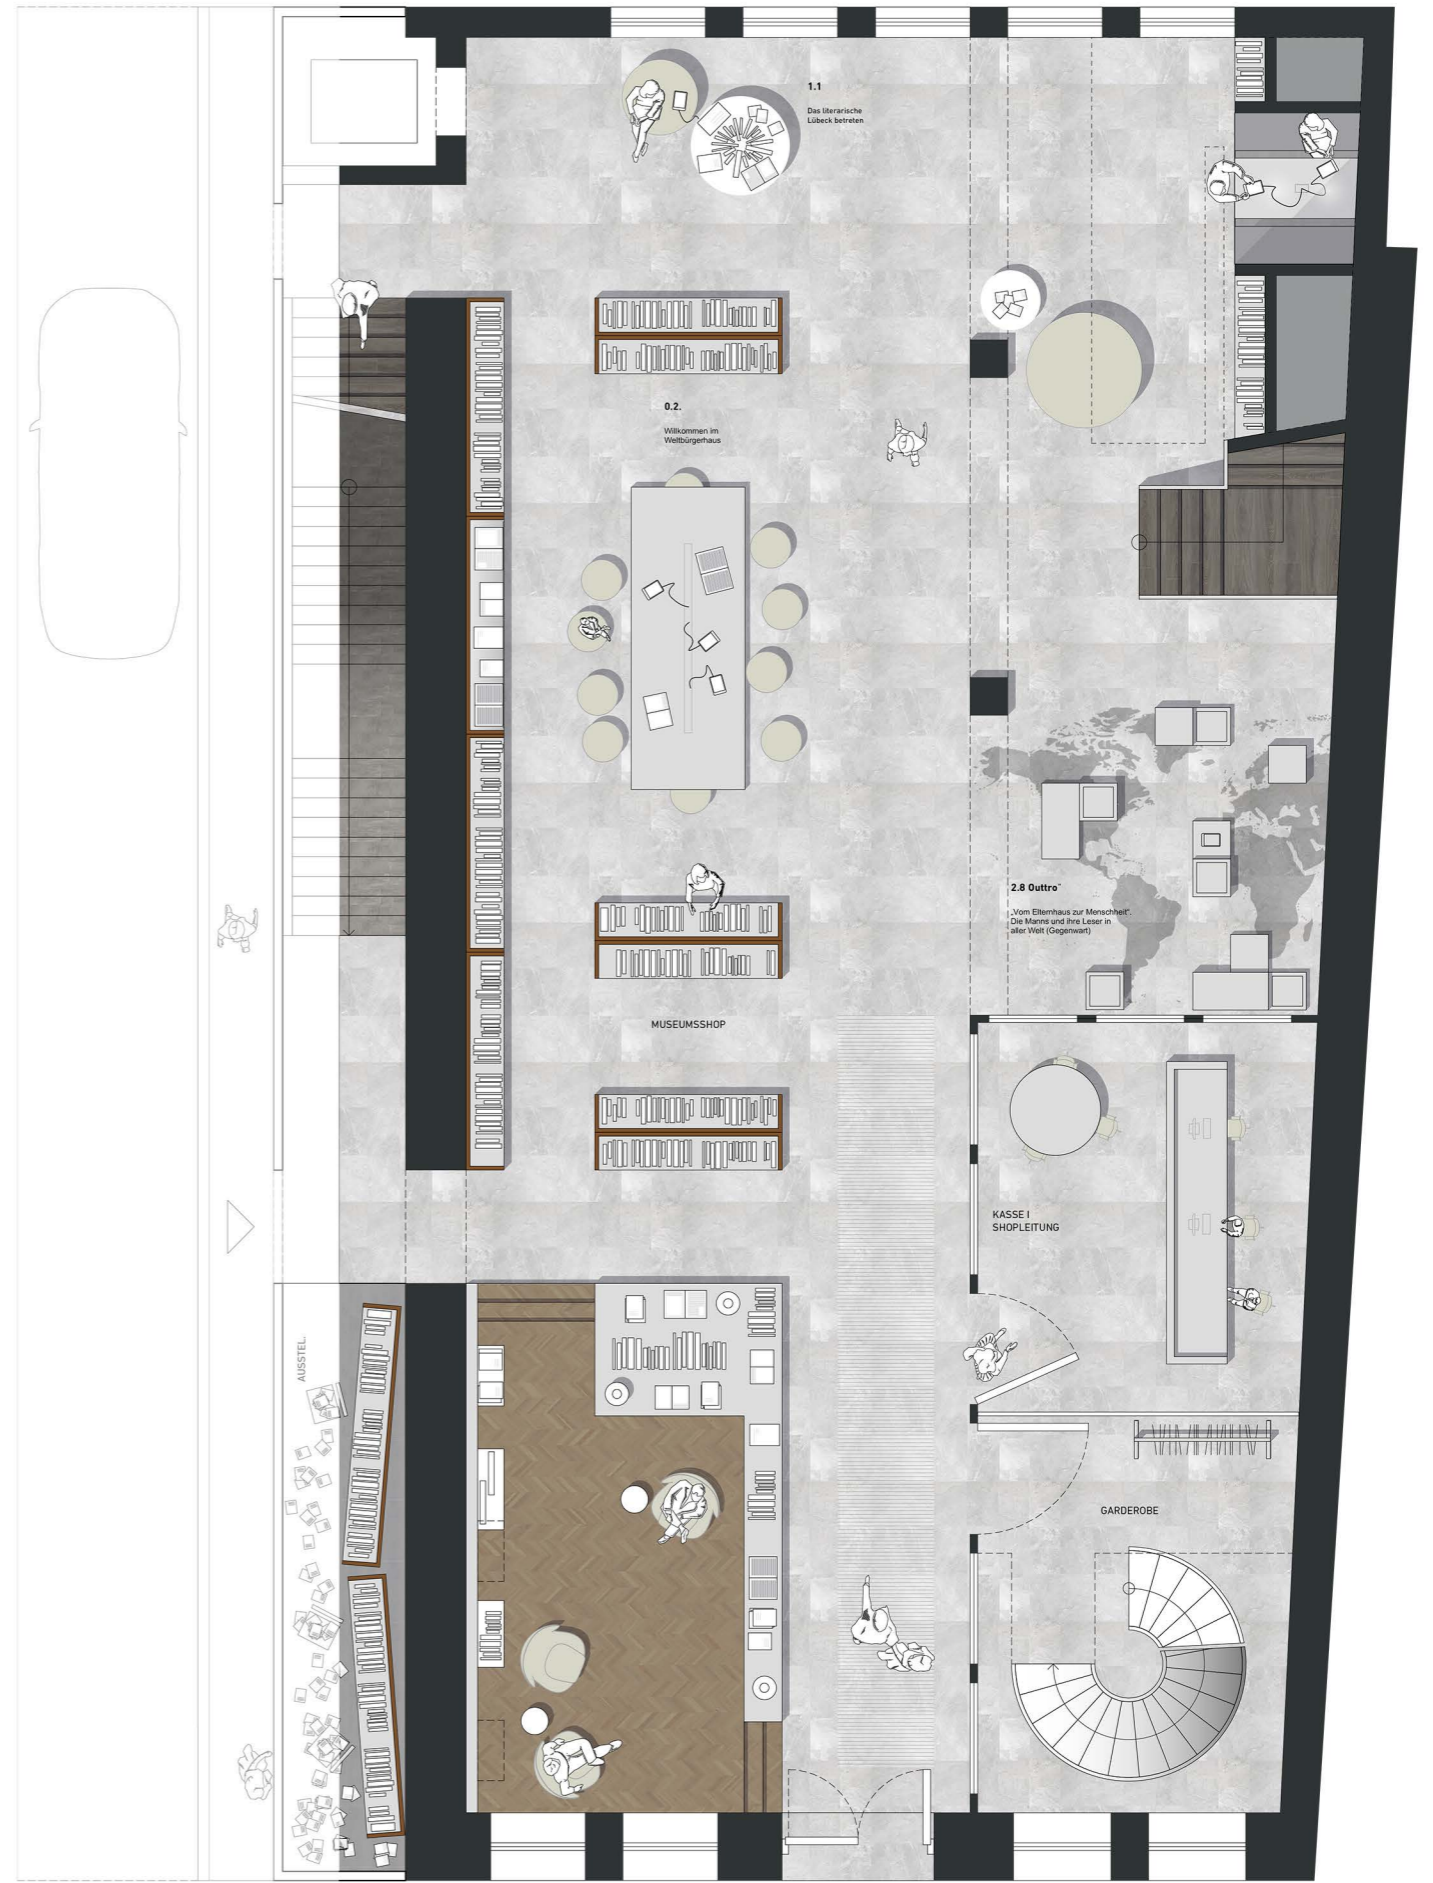 1.1
Das literarische
Lübeck betreten
0.2.
Willkommen im
Weltbürgerhaus
2.8 Outtro"
„Vom Elternhaus zur Menschheit".
Die Manns und ihre Leser in
aller Welt (Gegenwart)
MUSEUMSSHOP
KASSE I
SHOPLEITUNG
AUSSTEL.
GARDEROBE